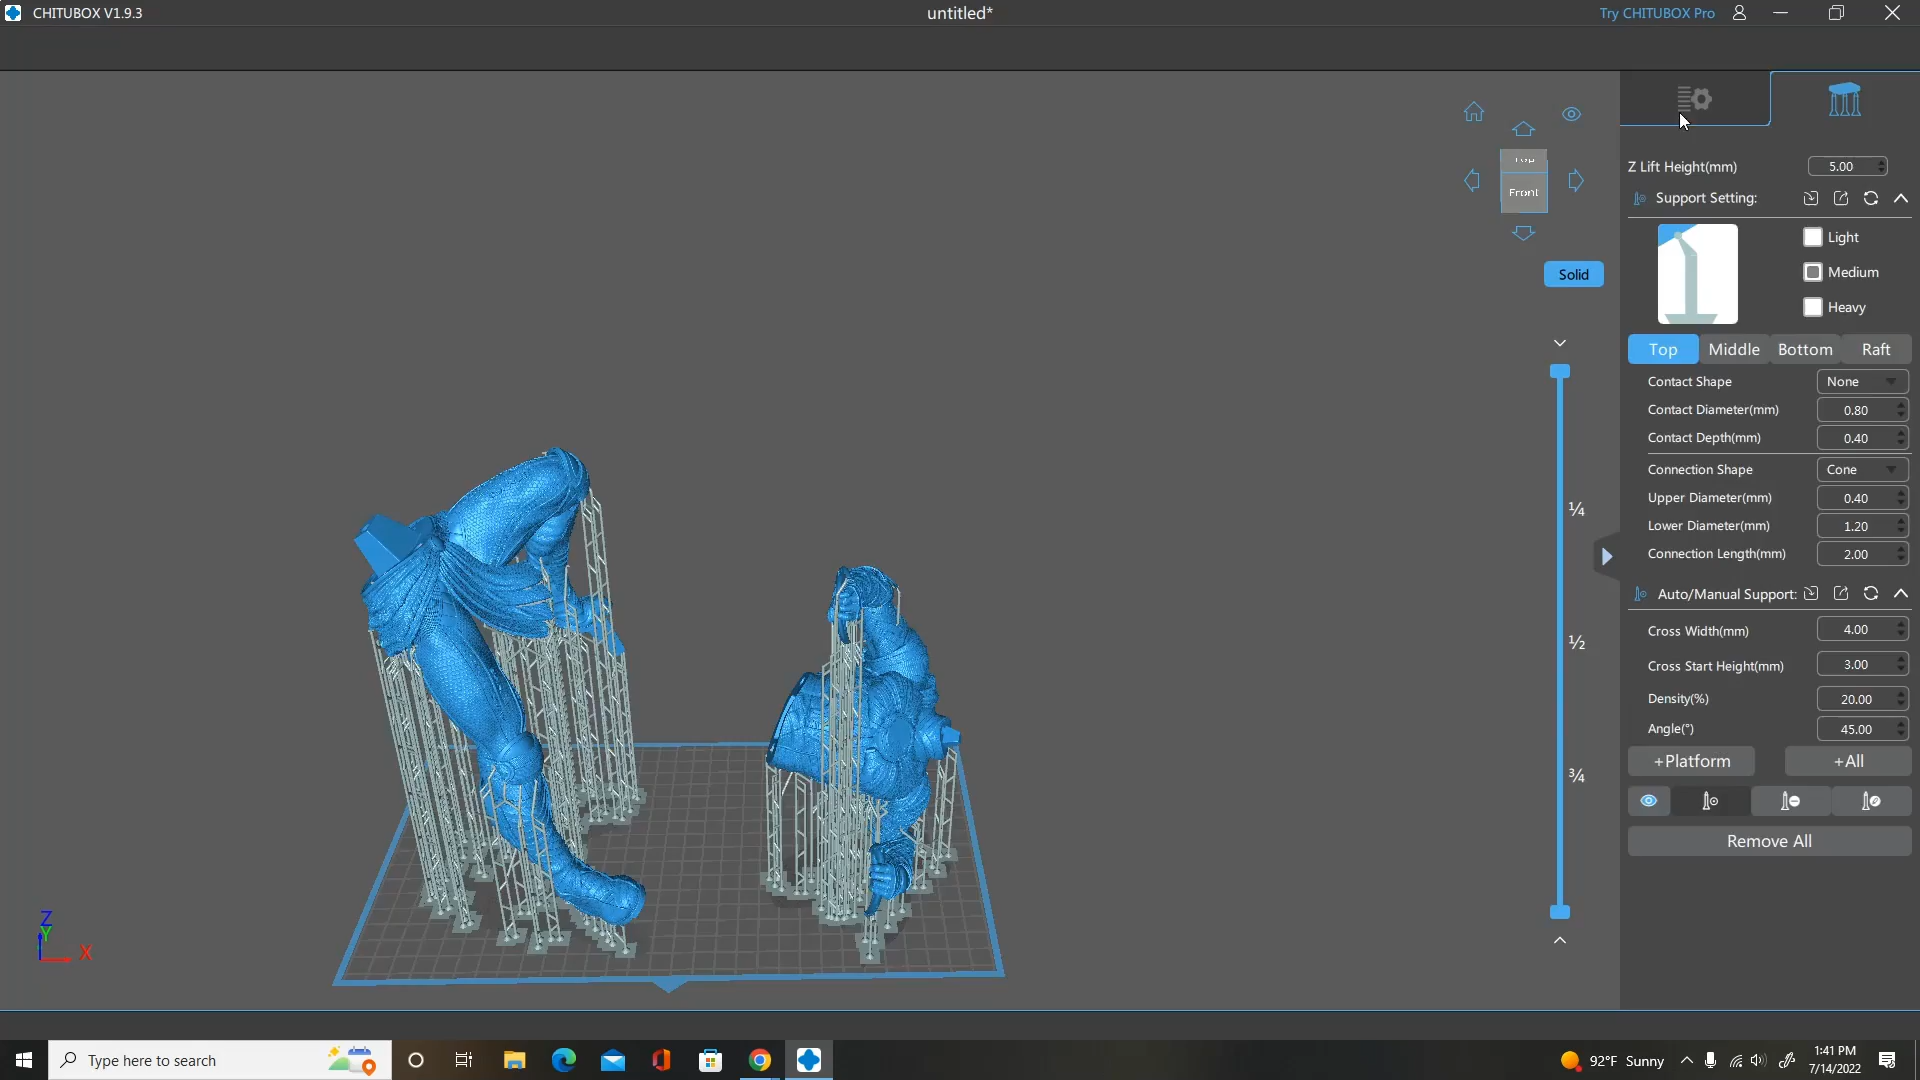 CHITUBOX V1.9.3
untitled*
Try CHITUBOX Pro
Top
Front
Solid
Z Lift Height(mm) 5.00
Support Setting:
Light
Medium
Heavy
Top Middle Bottom Raft
Contact Shape None
Contact Diameter(mm) 0.80
Contact Depth(mm) 0.40
Connection Shape Cone
Upper Diameter(mm) 0.40
Lower Diameter(mm) 1.20
Connection Length(mm) 2.00
Auto/Manual Support:
Cross Width(mm) 4.00
Cross Start Height(mm) 3.00
Density(%) 20.00
Angle(°) 45.00
+Platform +All
Remove All
¼
½
¾
Z
Y
X
Type here to search
92°F Sunny
1:41 PM
7/14/2022